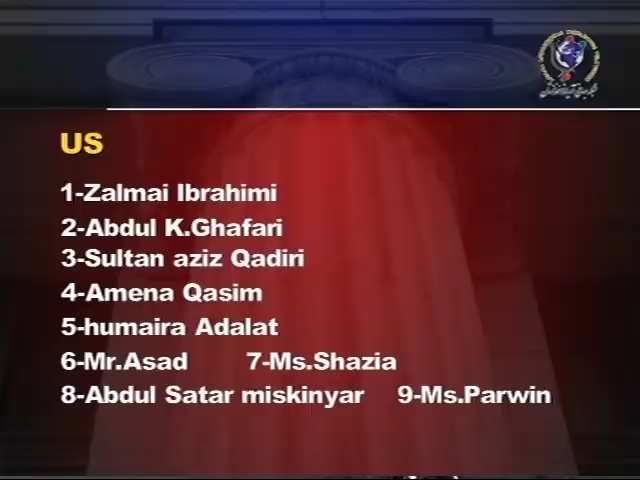 US
1-Zalmai Ibrahimi
2-Abdul K.Ghafari
3-Sultan aziz Qadiri
4-Amena Qasim
5-humaira Adalat
6-Mr.Asad 7-Ms.Shazia
8-Abdul Satar miskinyar 9-Ms.Parwin